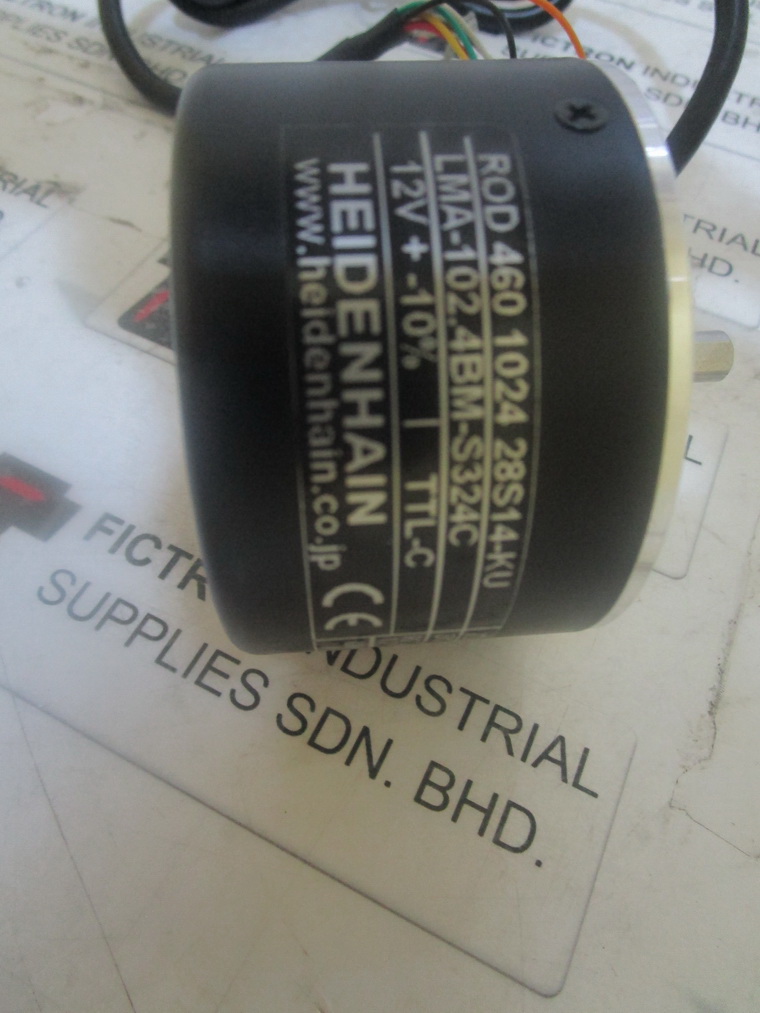 ROD 460 1024 28S14-KU
LMA-102.4BM-S324C
12V + -10% | TTL-C
HEIDENHAIN
www.heidenhain.co.jp CE
FICTRON INDUSTRIAL
SUPPLIES SDN. BHD.